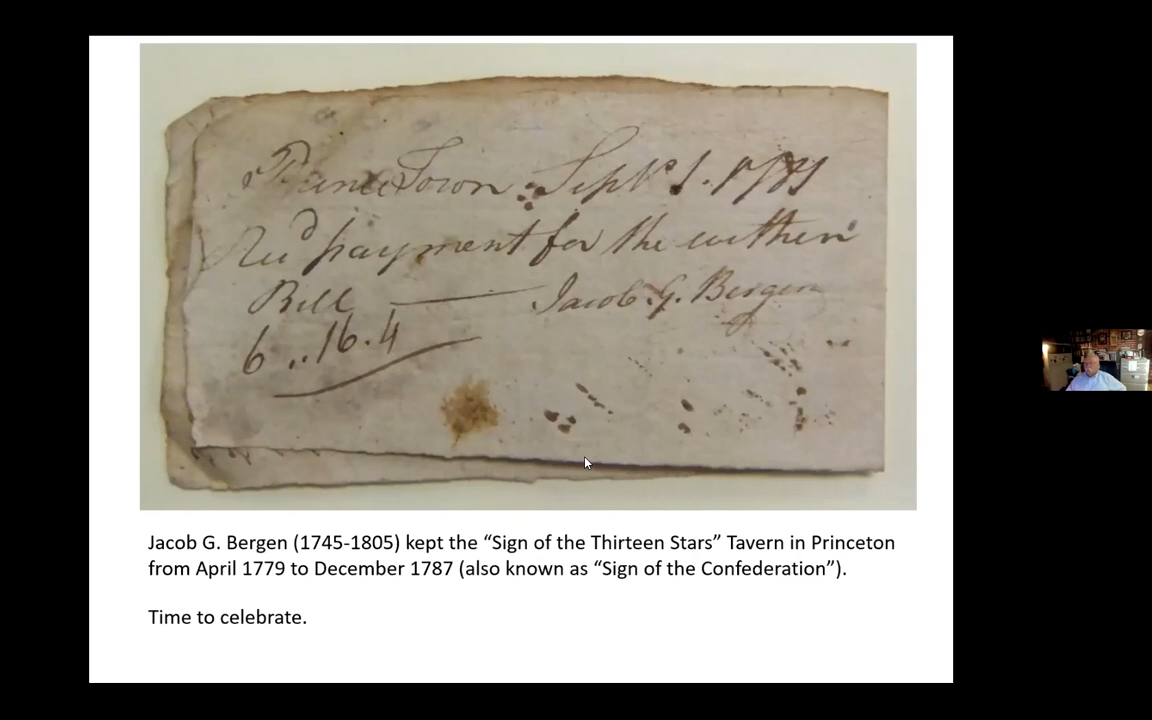 PrinceTown Septr 1. 1781
Recd payment for the within
Bill — Jacob G. Bergen
6..16.4
Jacob G. Bergen (1745-1805) kept the “Sign of the Thirteen Stars” Tavern in Princeton
from April 1779 to December 1787 (also known as “Sign of the Confederation”).
Time to celebrate.